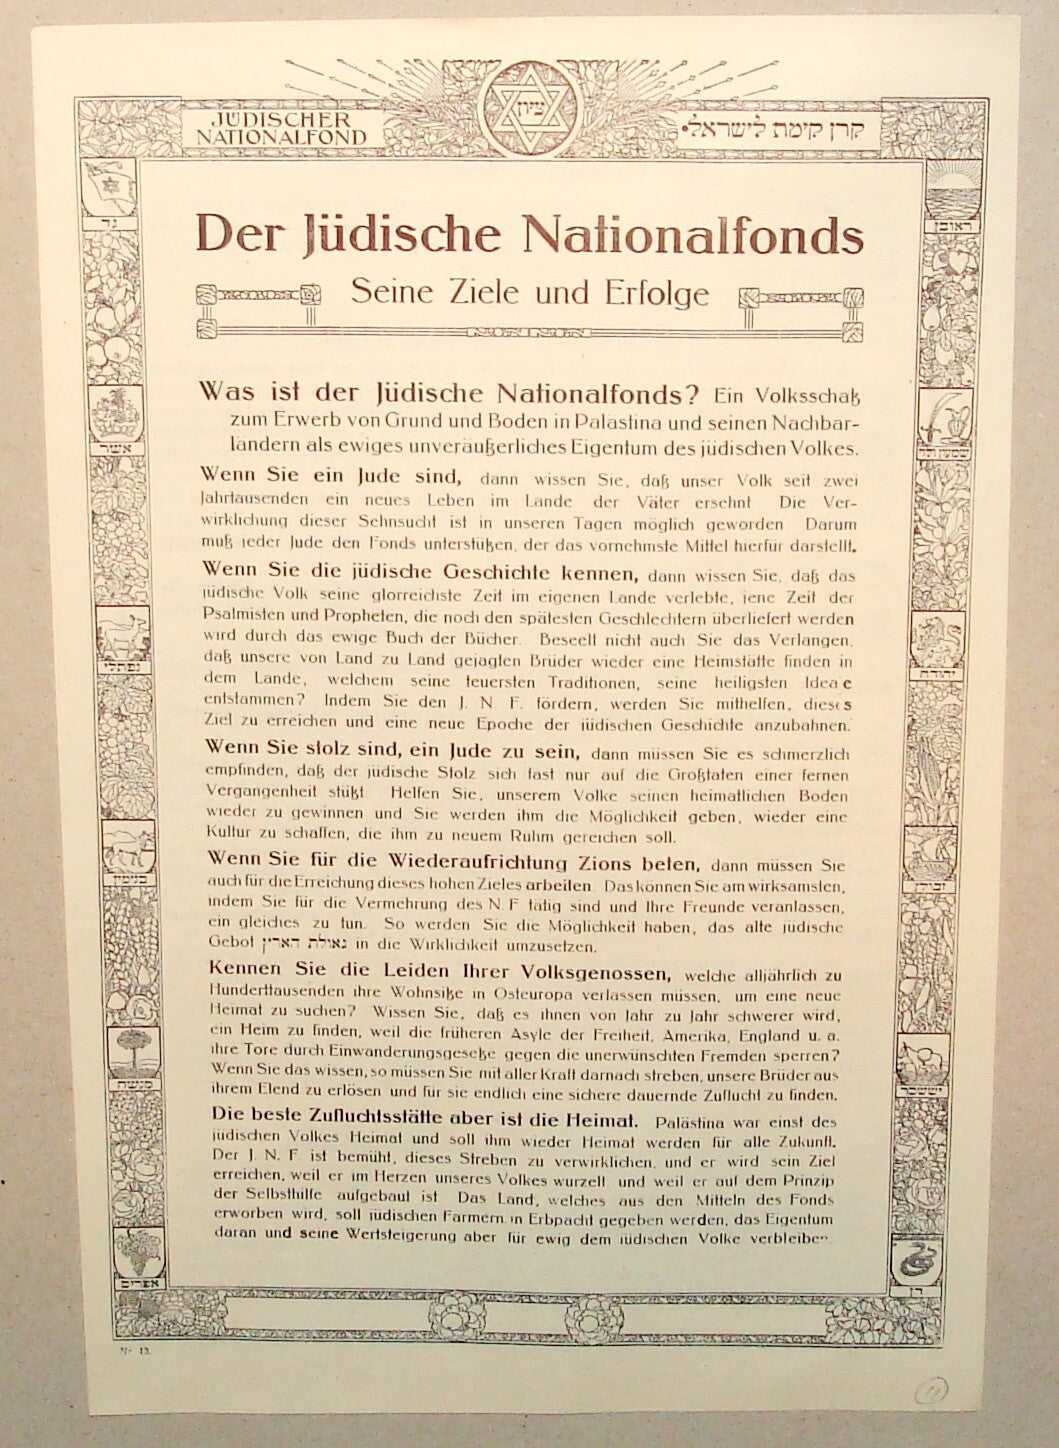 ציון
JÜDISCHER
NATIONALFOND
קרן קימת לישראל
Der Jüdische Nationalfonds
Seine Ziele und Erfolge
Was ist der Jüdische Nationalfonds? Ein Volksschatz
zum Erwerb von Grund und Boden in Palästina und seinen Nachbar-
ländern als ewiges unveräußerliches Eigentum des jüdischen Volkes.
Wenn Sie ein Jude sind, dann wissen Sie, daß unser Volk seit zwei
Jahrtausenden ein neues Leben im Lande der Väter ersehnt Die Ver-
wirklichung dieser Sehnsucht ist in unseren Tagen möglich geworden Darum
muß jeder Jude den Fonds unterstützen, der das vornehmste Mittel hierfür darstellt.
Wenn Sie die jüdische Geschichte kennen, dann wissen Sie, daß das
jüdische Volk seine glorreichste Zeit im eigenen Lande verlebte, jene Zeit der
Psalmisten und Propheten, die noch den spätesten Geschlechtern überliefert werden
wird durch das ewige Buch der Bücher. Beseelt nicht auch Sie das Verlangen,
daß unsere von Land zu Land gejagten Brüder wieder eine Heimstätte finden in
dem Lande, welchem seine teuersten Traditionen, seine heiligsten Ideale
entstammen? Indem Sie den J. N F. fördern, werden Sie mithelfen, dieses
Ziel zu erreichen und eine neue Epoche der jüdischen Geschichte anzubahnen.
Wenn Sie stolz sind, ein Jude zu sein, dann müssen Sie es schmerzlich
empfinden, daß der jüdische Stolz sich fast nur auf die Großtaten einer fernen
Vergangenheit stützt Helfen Sie, unserem Volke seinen heimatlichen Boden
wieder zu gewinnen und Sie werden ihm die Möglichkeit geben, wieder eine
Kultur zu schaffen, die ihm zu neuem Ruhm gereichen soll.
Wenn Sie für die Wiederaufrichtung Zions beten, dann müssen Sie
auch für die Erreichung dieses hohen Zieles arbeiten Das können Sie am wirksamsten,
indem Sie für die Vermehrung des N F tätig sind und Ihre Freunde veranlassen,
ein gleiches zu tun. So werden Sie die Möglichkeit haben, das alte jüdische
Gebot גאולת הארץ in die Wirklichkeit umzusetzen.
Kennen Sie die Leiden Ihrer Volksgenossen, welche alljährlich zu
Hunderttausenden ihre Wohnsitze in Osteuropa verlassen müssen, um eine neue
Heimat zu suchen? Wissen Sie, daß es ihnen von Jahr zu Jahr schwerer wird,
ein Heim zu finden, weil die früheren Asyle der Freiheit, Amerika, England u. a.
ihre Tore durch Einwanderungsgesetze gegen die unerwünschten Fremden sperren?
Wenn Sie das wissen, so müssen Sie mit aller Kraft darnach streben, unsere Brüder aus
ihrem Elend zu erlösen und für sie endlich eine sichere dauernde Zuflucht zu finden.
Die beste Zufluchtsstätte aber ist die Heimat. Palästina war einst des
jüdischen Volkes Heimat und soll ihm wieder Heimat werden für alle Zukunft.
Der J. N. F ist bemüht, dieses Streben zu verwirklichen, und er wird sein Ziel
erreichen, weil er im Herzen unseres Volkes wurzelt und weil er auf dem Prinzip
der Selbsthilfe aufgebaut ist Das Land, welches aus den Mitteln des Fonds
erworben wird, soll jüdischen Farmern in Erbpacht gegeben werden, das Eigentum
daran und seine Wertsteigerung aber für ewig dem jüdischen Volke verbleiben.
גד
אשר
נפתלי
בנימין
מנשה
אפרים
ראובן
שמעון ולוי
יהודה
זבולן
יששכר
דן
Nr. 13.